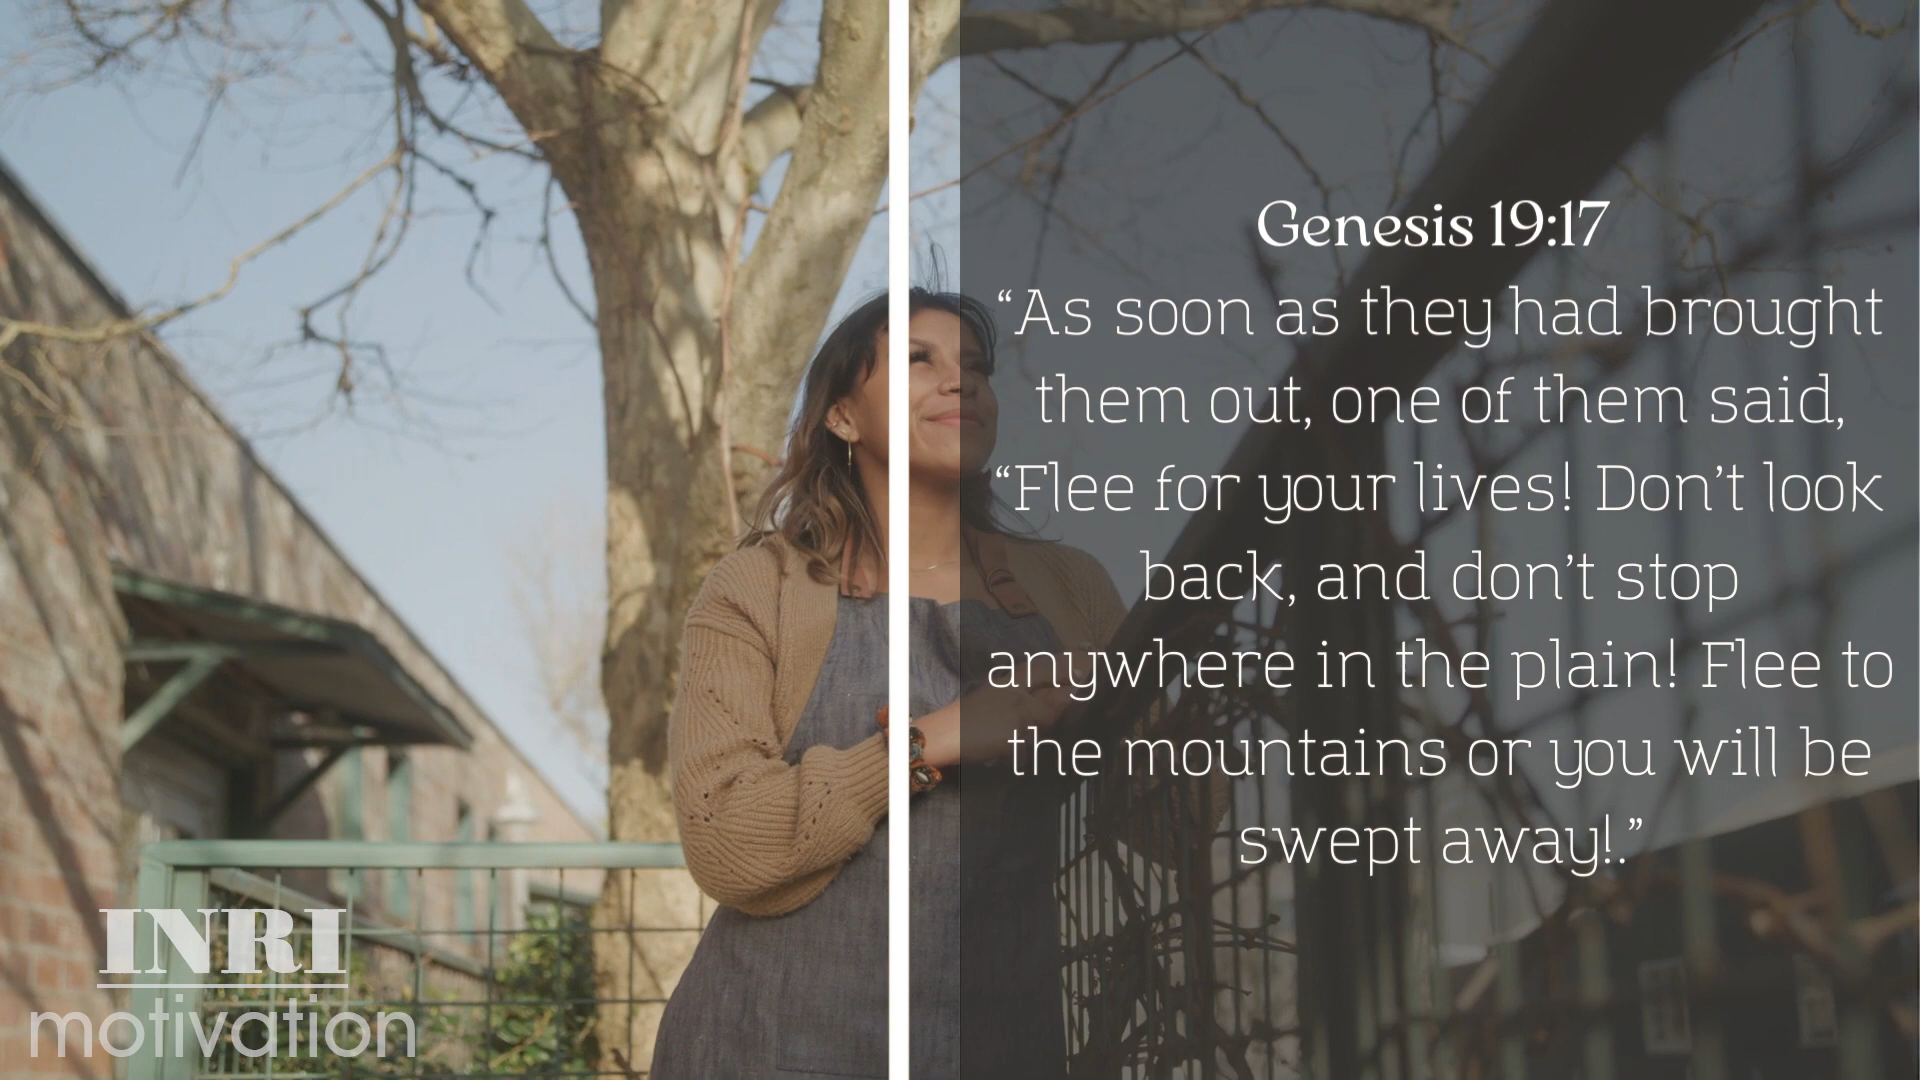 Genesis 19:17
“As soon as they had brought
them out, one of them said,
“Flee for your lives! Don’t look
back, and don’t stop
anywhere in the plain! Flee to
the mountains or you will be
swept away!.”
INRI
motivation